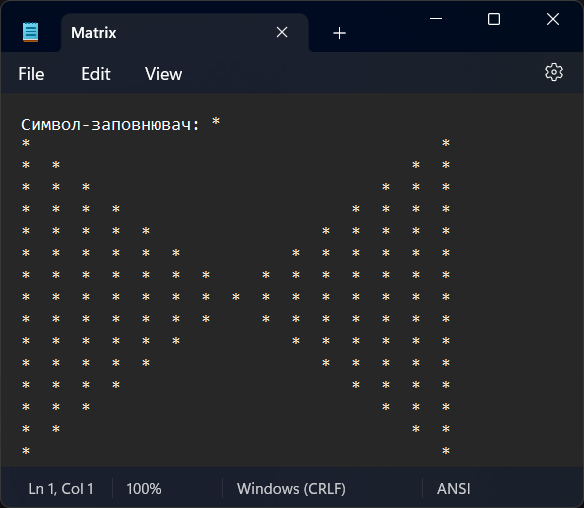 Matrix
File Edit View
Символ-заповнювач: *
*                                         *
*  *                                   *  *
*  *  *                             *  *  *
*  *  *  *                       *  *  *  *
*  *  *  *  *                 *  *  *  *  *
*  *  *  *  *  *           *  *  *  *  *  *
*  *  *  *  *  *  *     *  *  *  *  *  *  *
*  *  *  *  *  *  *  *  *  *  *  *  *  *  *
*  *  *  *  *  *  *     *  *  *  *  *  *  *
*  *  *  *  *  *           *  *  *  *  *  *
*  *  *  *  *                 *  *  *  *  *
*  *  *  *                       *  *  *  *
*  *  *                             *  *  *
*  *                                   *  *
*                                         *
Ln 1, Col 1 100% Windows (CRLF) ANSI